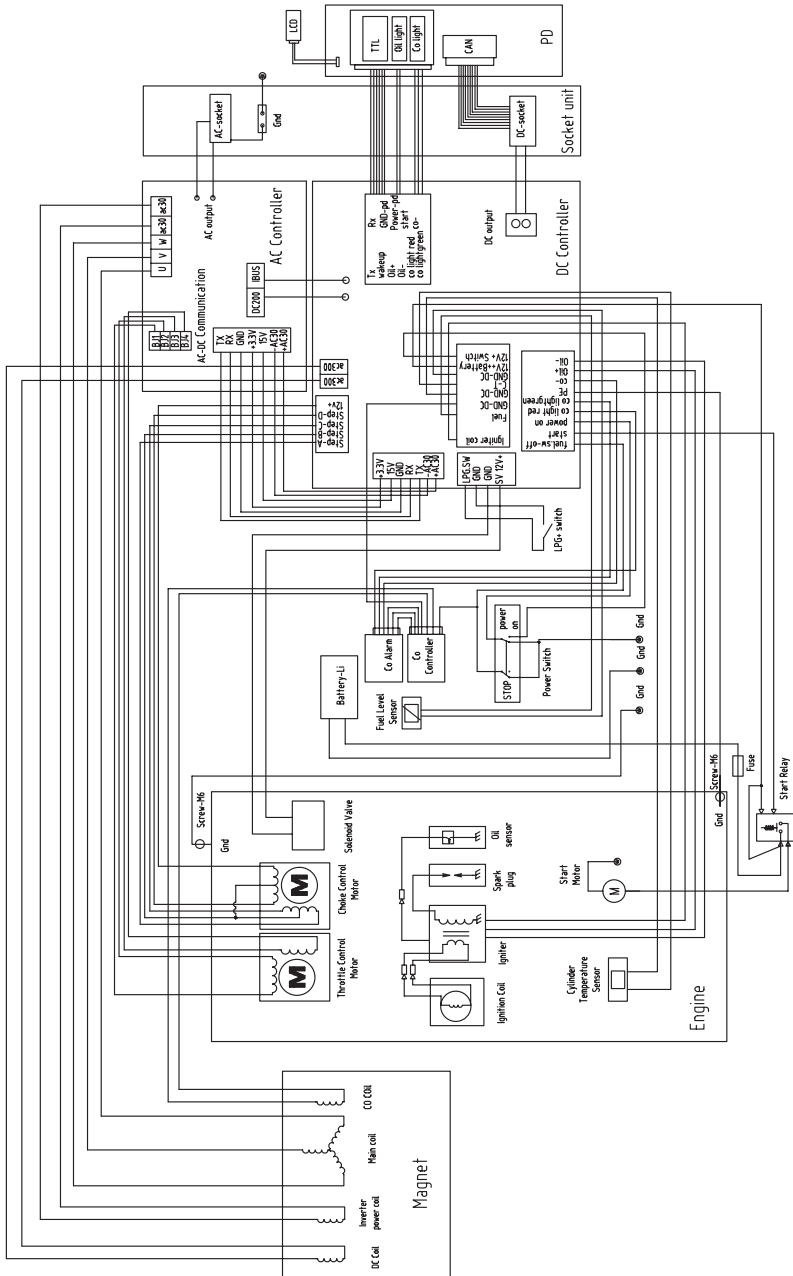 LCD
TTL
Oil light
Co light
CAN
PD
AC-socket
Gnd
DC-socket
Socket unit
U
V
W
ac30
ac30
AC output
AC Controller
AC-DC Communication
BJ1
BJ2
BJ3
BJ4
DC200
IBUS
TX
RX
GND
+3.3V
15V
-AC30
+AC30
Rx
GND-pd
Power-pd
start
co-
Tx
wakeup
Oil+
Oil-
co light red
co lightgreen
DC output
DC Controller
ac300
ac300
Step-A
Step-B
Step-C
Step-D
12v+
+3.3V
15V
GND
RX
TX
-AC30
+AC30
12V+ Switch
12V++Battery
GND-DC
T-C
GND-DC
GND-DC
Fuel
igniter coil
Oil-
Oil+
co-
PE
co lightgreen
co light red
power on
start
fuel.sw-off
LPG.SW
GND
GND
SV 12V+
LPG+ switch
Battery-Li
Co Alarm
Co
Controller
Fuel Level
Sensor
STOP
power
on
Power Switch
Gnd
Gnd
Gnd
Screw-M6
Gnd
Solenoid Valve
Choke Control
Motor
M
Throttle Control
Motor
M
Oil
sensor
Spark
plug
Igniter
Ignition Coil
Start
Motor
M
Cylinder
Temperature
Sensor
Engine
Screw-M6
Gnd
Fuse
Start Relay
CO COil
Main coil
Inverter
power coil
DC Coil
Magnet